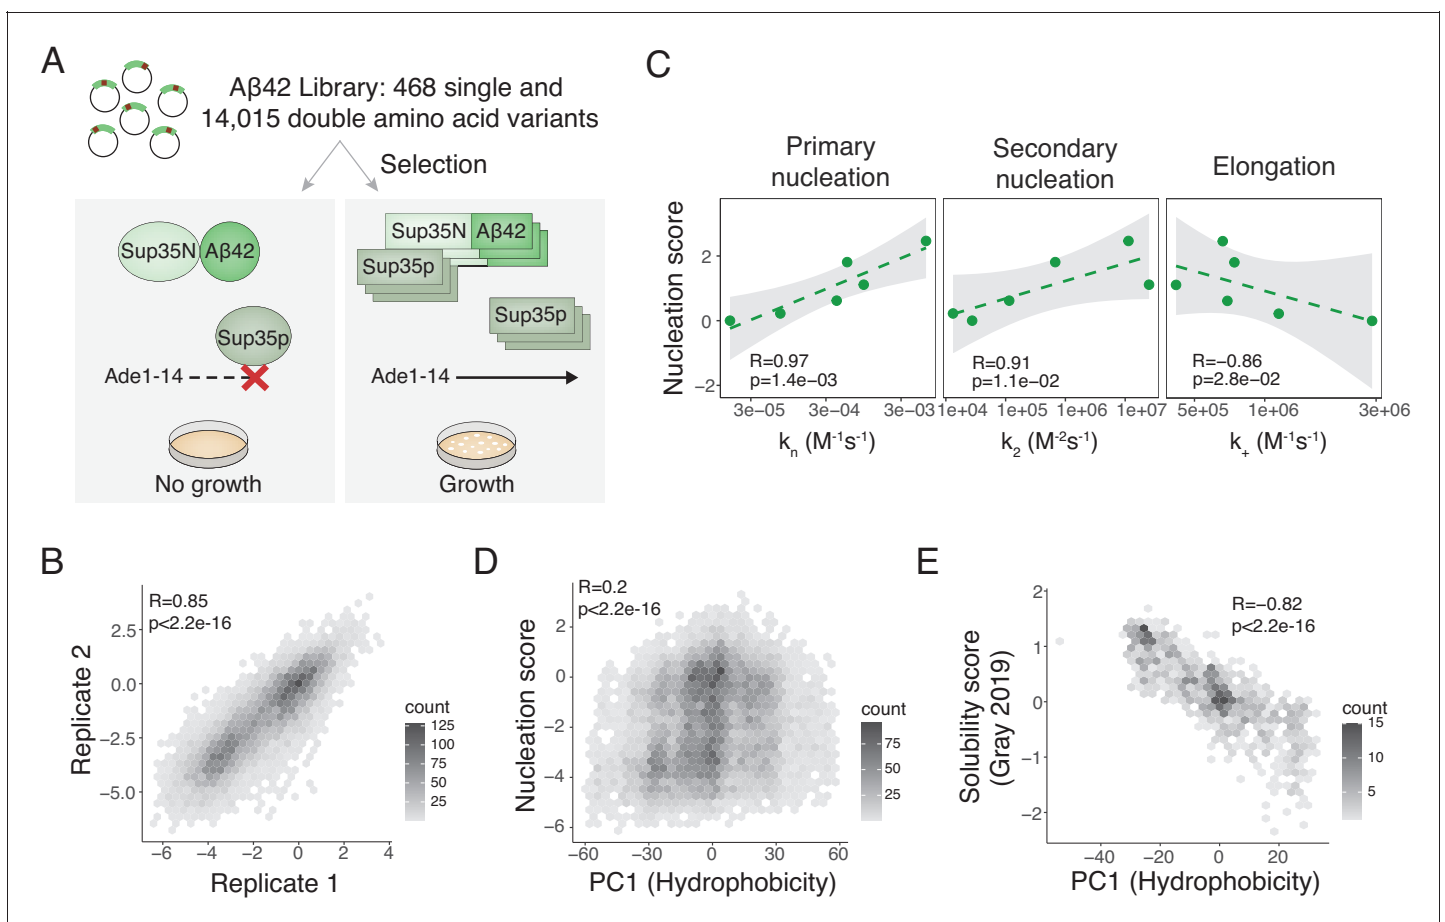 A
Aβ42 Library: 468 single and
14,015 double amino acid variants
Selection
Sup35N
Aβ42
Sup35p
Ade1-14
No growth
Sup35N
Aβ42
Sup35p
Sup35p
Ade1-14
Growth
C
Primary
nucleation
Secondary
nucleation
Elongation
Nucleation score
2
0
−2
R=0.97
p=1.4e−03
3e−05
3e−04
3e−03
kn (M-1s-1)
R=0.91
p=1.1e−02
1e+04
1e+05
1e+06
1e+07
k2 (M-2s-1)
R=−0.86
p=2.8e−02
5e+05
1e+06
3e+06
k+ (M-1s-1)
B
R=0.85
p<2.2e-16
Replicate 2
2.5
0.0
−2.5
−5.0
−6
−4
−2
0
2
4
Replicate 1
count
125
100
75
50
25
D
R=0.2
p<2.2e-16
Nucleation score
2
0
−2
−4
−6
−60
−30
0
30
60
PC1 (Hydrophobicity)
count
75
50
25
E
R=−0.82
p<2.2e-16
Solubility score
(Gray 2019)
2
1
0
−1
−2
−40
−20
0
20
PC1 (Hydrophobicity)
count
15
10
5